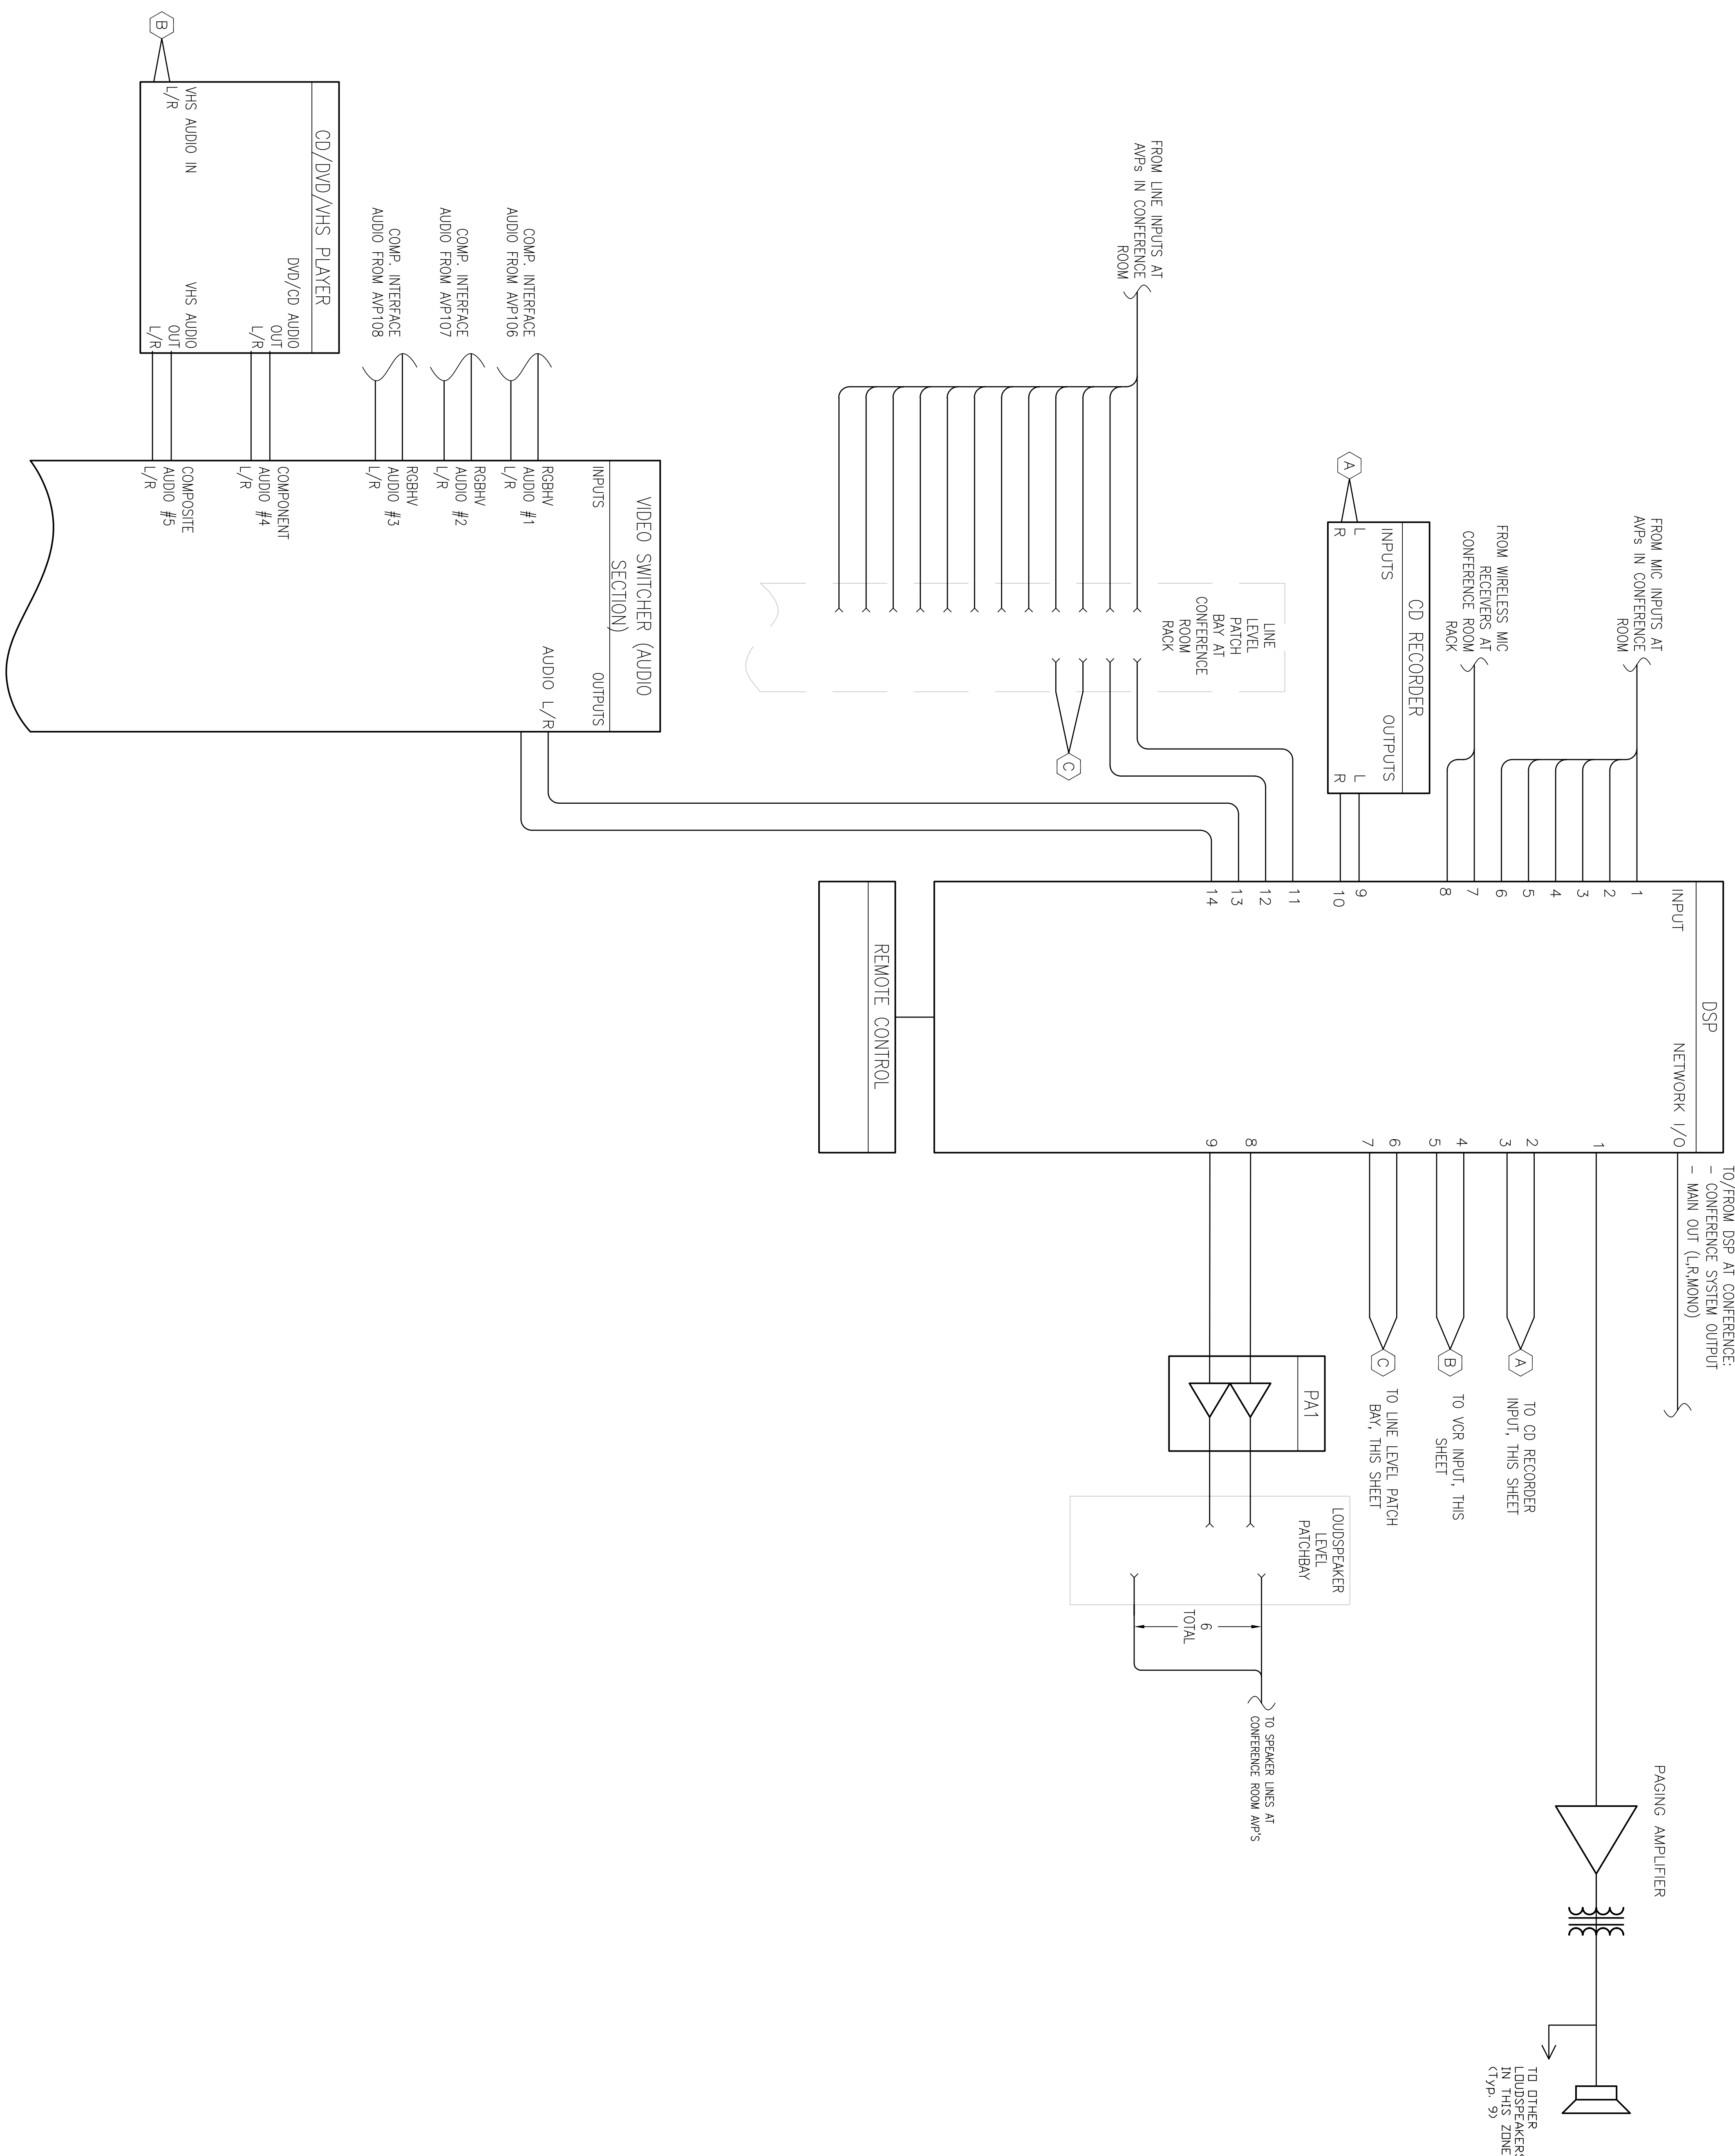 DSP
INPUT
NETWORK I/O
TO/FROM DSP AT CONFERENCE:
- CONFERENCE SYSTEM OUTPUT
- MAIN OUT (L,R,MONO)
1
2
3
4
5
6
7
8
9
10
11
12
13
14
1
2
3
4
5
6
7
8
9
FROM MIC INPUTS AT
AVPs IN CONFERENCE
ROOM
FROM WIRELESS MIC
RECEIVERS AT
CONFERENCE ROOM
RACK
CD RECORDER
INPUTS
OUTPUTS
L
R
L
R
A
FROM LINE INPUTS AT
AVPs IN CONFERENCE
ROOM
LINE
LEVEL
PATCH
BAY AT
CONFERENCE
ROOM
RACK
C
VIDEO SWITCHER (AUDIO
SECTION)
INPUTS
OUTPUTS
AUDIO L/R
RGBHV
AUDIO #1
L/R
RGBHV
AUDIO #2
L/R
RGBHV
AUDIO #3
L/R
COMPONENT
AUDIO #4
L/R
COMPOSITE
AUDIO #5
L/R
COMP. INTERFACE
AUDIO FROM AVP106
COMP. INTERFACE
AUDIO FROM AVP107
COMP. INTERFACE
AUDIO FROM AVP108
CD/DVD/VHS PLAYER
DVD/CD AUDIO
OUT
L/R
VHS AUDIO IN
L/R
VHS AUDIO
OUT
L/R
B
REMOTE CONTROL
A
TO CD RECORDER
INPUT, THIS SHEET
B
TO VCR INPUT, THIS
SHEET
C
TO LINE LEVEL PATCH
BAY, THIS SHEET
PA1
LOUDSPEAKER
LEVEL
PATCHBAY
6
TOTAL
TO SPEAKER LINES AT
CONFERENCE ROOM AVP'S
PAGING AMPLIFIER
TO OTHER
LOUDSPEAKERS
IN THIS ZONE
(Typ. 9)